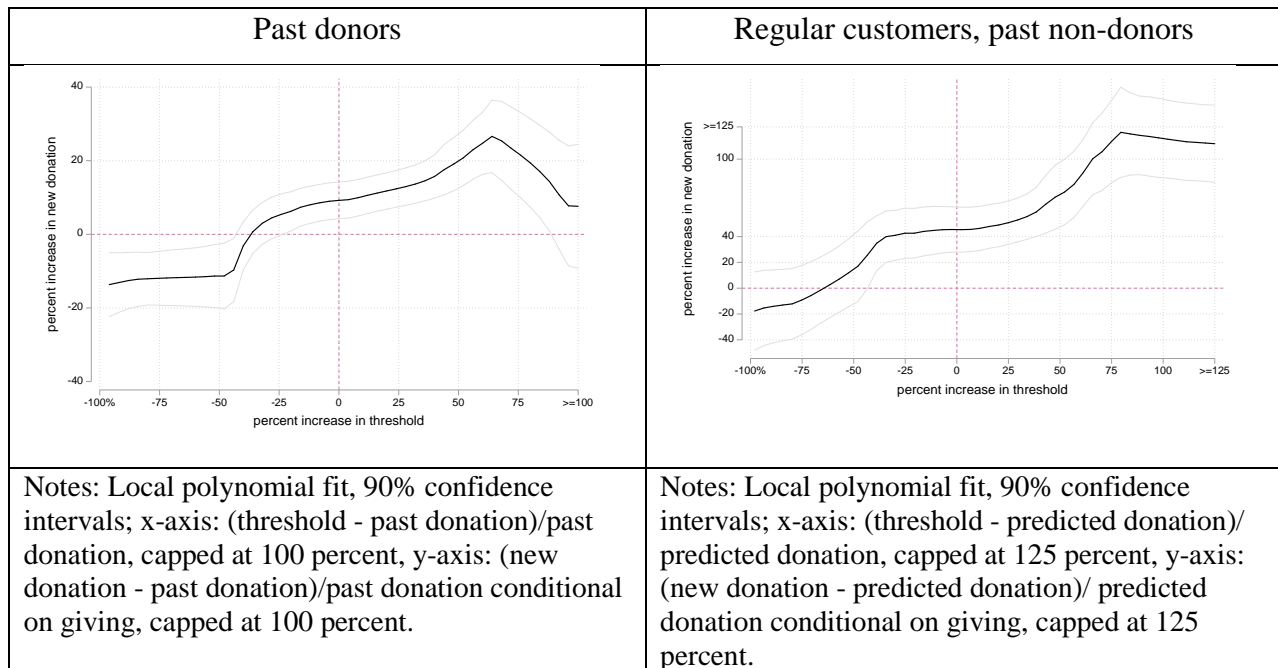 Past donors
Regular customers, past non-donors
40
20
0
-20
-40
percent increase in new donation
-100%
-75
-50
-25
0
25
50
75
>=100
percent increase in threshold
>=125
100
40
20
0
-20
-40
percent increase in new donation
-100%
-75
-50
-25
0
25
50
75
100
>=125
percent increase in threshold
Notes: Local polynomial fit, 90% confidence
intervals; x-axis: (threshold - past donation)/past
donation, capped at 100 percent, y-axis: (new
donation - past donation)/past donation conditional
on giving, capped at 100 percent.
Notes: Local polynomial fit, 90% confidence
intervals; x-axis: (threshold - predicted donation)/
predicted donation, capped at 125 percent, y-axis:
(new donation - predicted donation)/ predicted
donation conditional on giving, capped at 125
percent.